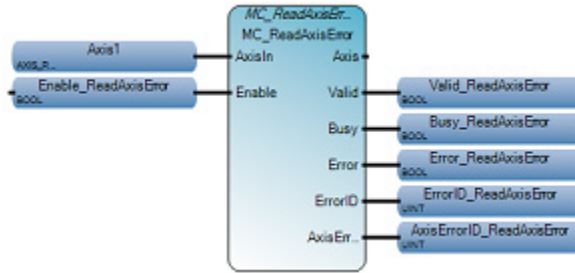 MC_ReadAxisErr...
MC_ReadAxisError
Axis1
AXIS_R...
AxisIn
Axis
Enable_ReadAxisError
BOOL
Enable
Valid
Valid_ReadAxisError
BOOL
Busy
Busy_ReadAxisError
BOOL
Error
Error_ReadAxisError
BOOL
ErrorID
ErrorID_ReadAxisError
UINT
AxisErr...
AxisErrorID_ReadAxisError
UINT